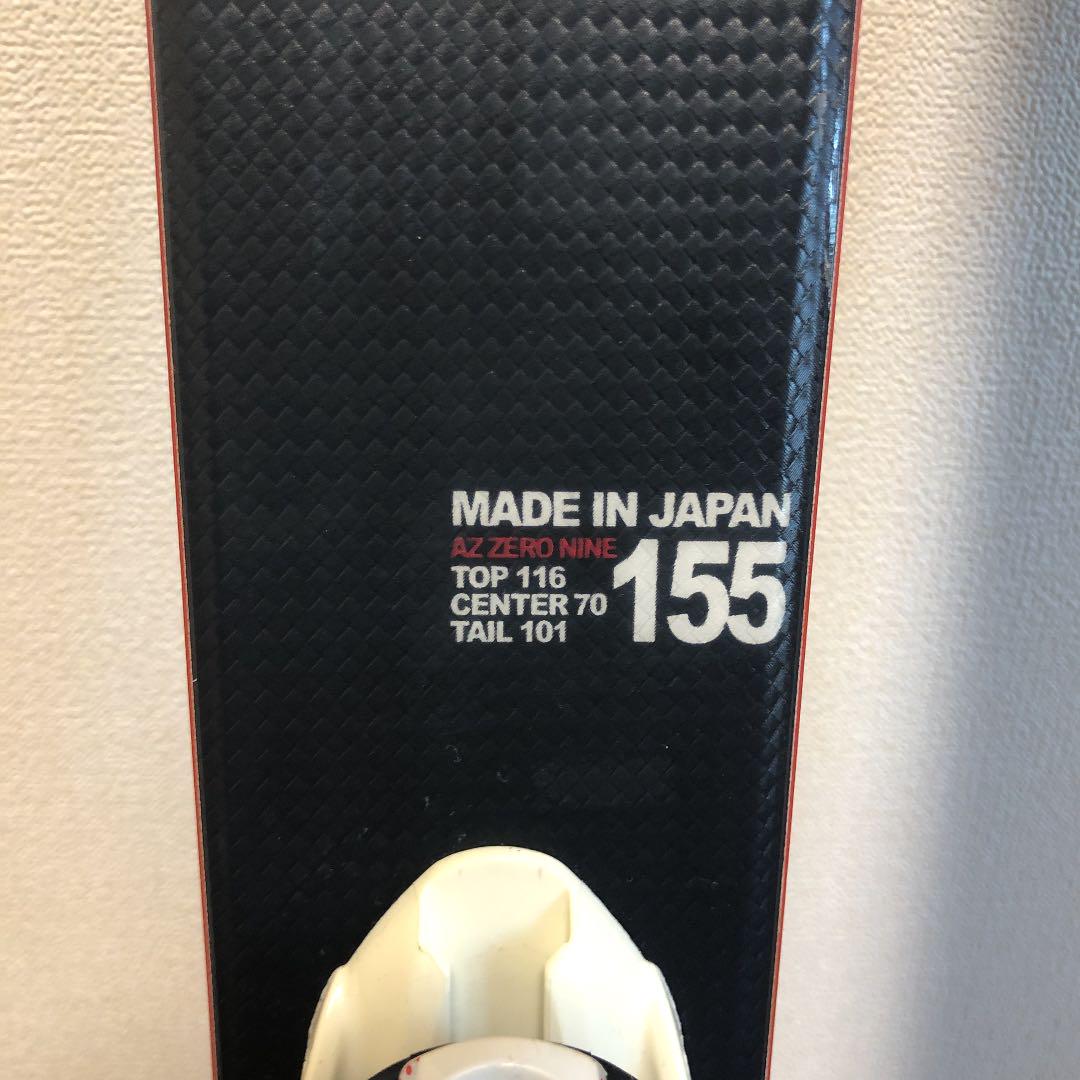 MADE IN JAPAN
AZ ZERO NINE
TOP 116
CENTER 70
TAIL 101
155